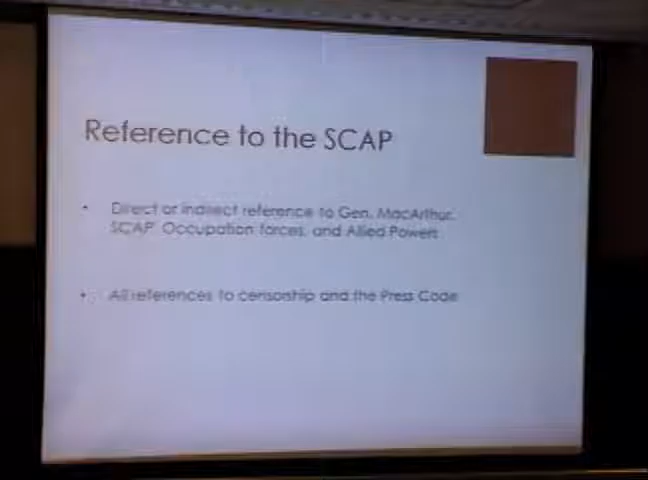 Reference to the SCAP
• Direct or indirect reference to Gen. MacArthur,
SCAP, Occupation forces, and Allied Powers
• All references to censorship and the Press Code